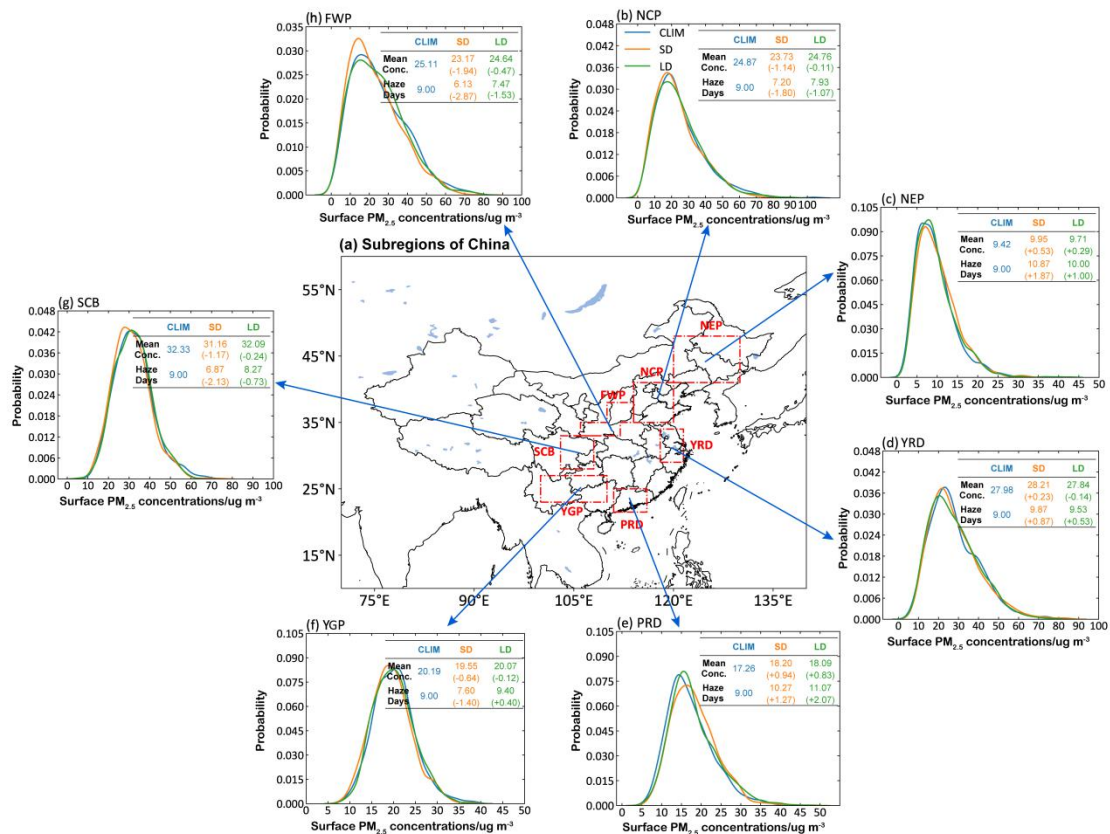 (h) FWP
0.035
0.030
0.025
0.020
0.015
0.010
0.005
0.000
Probability
CLIM SD LD
Mean Conc. 25.11 23.17 (-1.94) 24.64 (-0.47)
Haze Days 9.00 6.13 (-2.87) 7.47 (-1.53)
0 10 20 30 40 50 60 70 80 90 100
Surface PM2.5 concentrations/ug m-3
(b) NCP
0.048
0.042
0.036
0.030
0.024
0.018
0.012
0.006
0.000
Probability
CLIM
SD
LD
CLIM SD LD
Mean Conc. 24.87 23.73 (-1.14) 24.76 (-0.11)
Haze Days 9.00 7.20 (-1.80) 7.93 (-1.07)
0 10 20 30 40 50 60 70 80 90 100
Surface PM2.5 concentrations/ug m-3
(c) NEP
0.105
0.090
0.075
0.060
0.045
0.030
0.015
0.000
Probability
CLIM SD LD
Mean Conc. 9.42 9.95 (+0.53) 9.71 (+0.29)
Haze Days 9.00 10.87 (+1.87) 10.00 (+1.00)
0 5 10 15 20 25 30 35 40 45 50
Surface PM2.5 concentrations/ug m-3
(a) Subregions of China
55°N
45°N
35°N
25°N
15°N
75°E 105°E 120°E 135°E
NEP
NCP
FWP
SCB
YRD
YGP
PRD
(g) SCB
0.048
0.042
0.036
0.030
0.024
0.018
0.012
0.006
0.000
Probability
CLIM SD LD
Mean Conc. 32.33 31.16 (-1.17) 32.09 (-0.24)
Haze Days 9.00 6.87 (-2.13) 8.27 (-0.73)
0 10 20 30 40 50 60 70 80 90 100
Surface PM2.5 concentrations/ug m-3
(d) YRD
0.048
0.042
0.036
0.030
0.024
0.018
0.012
0.006
0.000
Probability
CLIM SD LD
Mean Conc. 27.98 28.21 (+0.23) 27.84 (-0.14)
Haze Days 9.00 9.87 (+0.87) 9.53 (+0.53)
0 10 20 30 40 50 60 70 80 90 100
Surface PM2.5 concentrations/ug m-3
(f) YGP
0.105
0.090
0.075
0.060
0.045
0.030
0.015
0.000
Probability
CLIM SD LD
Mean Conc. 20.19 19.55 (-0.64) 20.07 (-0.12)
Haze Days 9.00 7.60 (-1.40) 9.40 (+0.40)
0 5 10 15 20 25 30 35 40 45 50
Surface PM2.5 concentrations/ug m-3
(e) PRD
0.105
0.090
0.075
0.060
0.045
0.030
0.015
0.000
Probability
CLIM SD LD
Mean Conc. 17.26 18.20 (+0.94) 18.09 (+0.83)
Haze Days 9.00 10.27 (+1.27) 11.07 (+2.07)
0 5 10 15 20 25 30 35 40 45 50
Surface PM2.5 concentrations/ug m-3